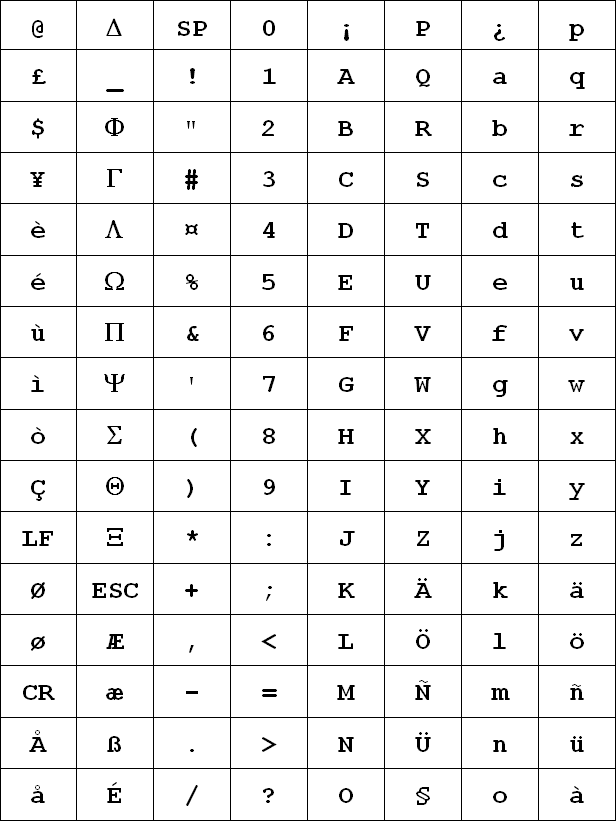 @ Δ SP 0 ¡ P ¿ p
£ _ ! 1 A Q a q
$ Φ " 2 B R b r
¥ Γ # 3 C S c s
è Λ ¤ 4 D T d t
é Ω % 5 E U e u
ù Π & 6 F V f v
ì Ψ ' 7 G W g w
ò Σ ( 8 H X h x
Ç Θ ) 9 I Y i y
LF Ξ * : J Z j z
Ø ESC + ; K Ä k ä
ø Æ , < L Ö l ö
CR æ - = M Ñ m ñ
Å ß . > N Ü n ü
å É / ? O § o à